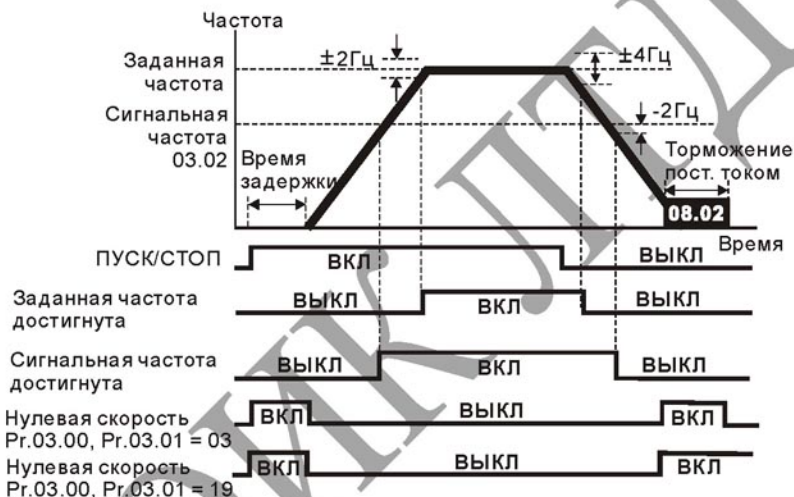 Частота
Заданная частота
±2Гц
±4Гц
Сигнальная частота 03.02
-2Гц
Время задержки
Торможение пост. током
08.02
Время
ПУСК/СТОП
ВКЛ
ВЫКЛ
Заданная частота достигнута
ВЫКЛ
ВКЛ
ВЫКЛ
Сигнальная частота достигнута
ВЫКЛ
ВКЛ
ВЫКЛ
Нулевая скорость
Pr.03.00, Pr.03.01 = 03
ВКЛ
ВЫКЛ
ВКЛ
Нулевая скорость
Pr.03.00, Pr.03.01 = 19
ВКЛ
ВЫКЛ
ВКЛ